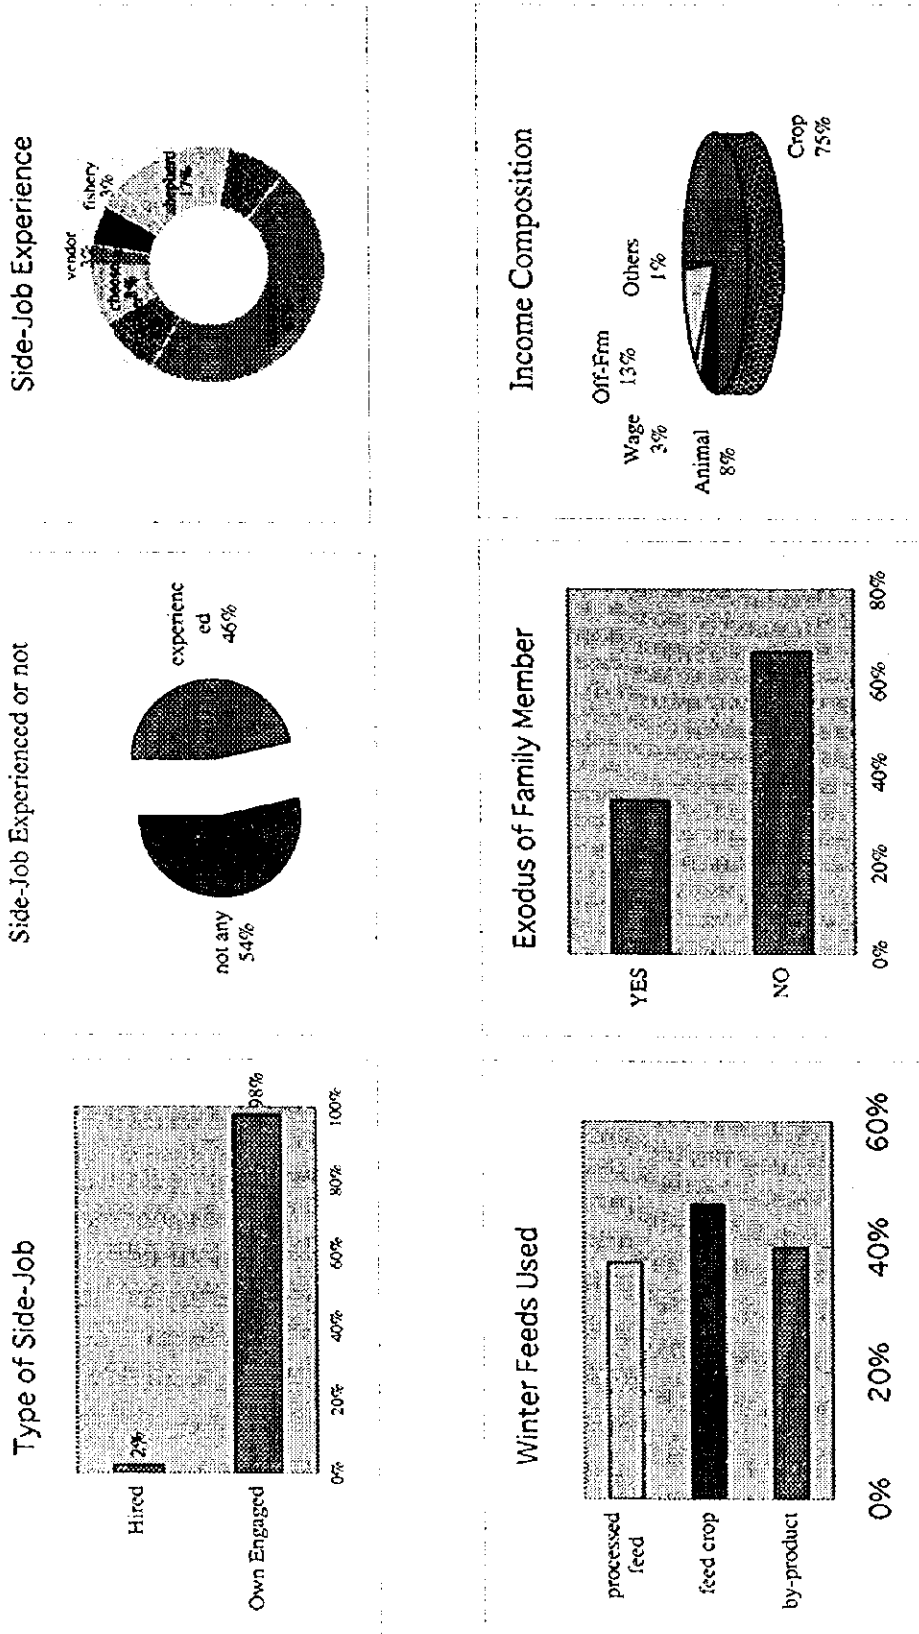 Type of Side-Job
Hired
2%
Own Engaged
98%
0%
20%
40%
60%
80%
100%
Side-Job Experienced or not
experienc
ed
46%
not any
54%
Side-Job Experience
vendor
3%
fishery
3%
shepherd
17%
Winter Feeds Used
processed
feed
feed crop
by-product
0%
20%
40%
60%
Exodus of Family Member
YES
NO
0%
20%
40%
60%
80%
Income Composition
Off-Frm
13%
Others
1%
Wage
3%
Animal
8%
Crop
75%